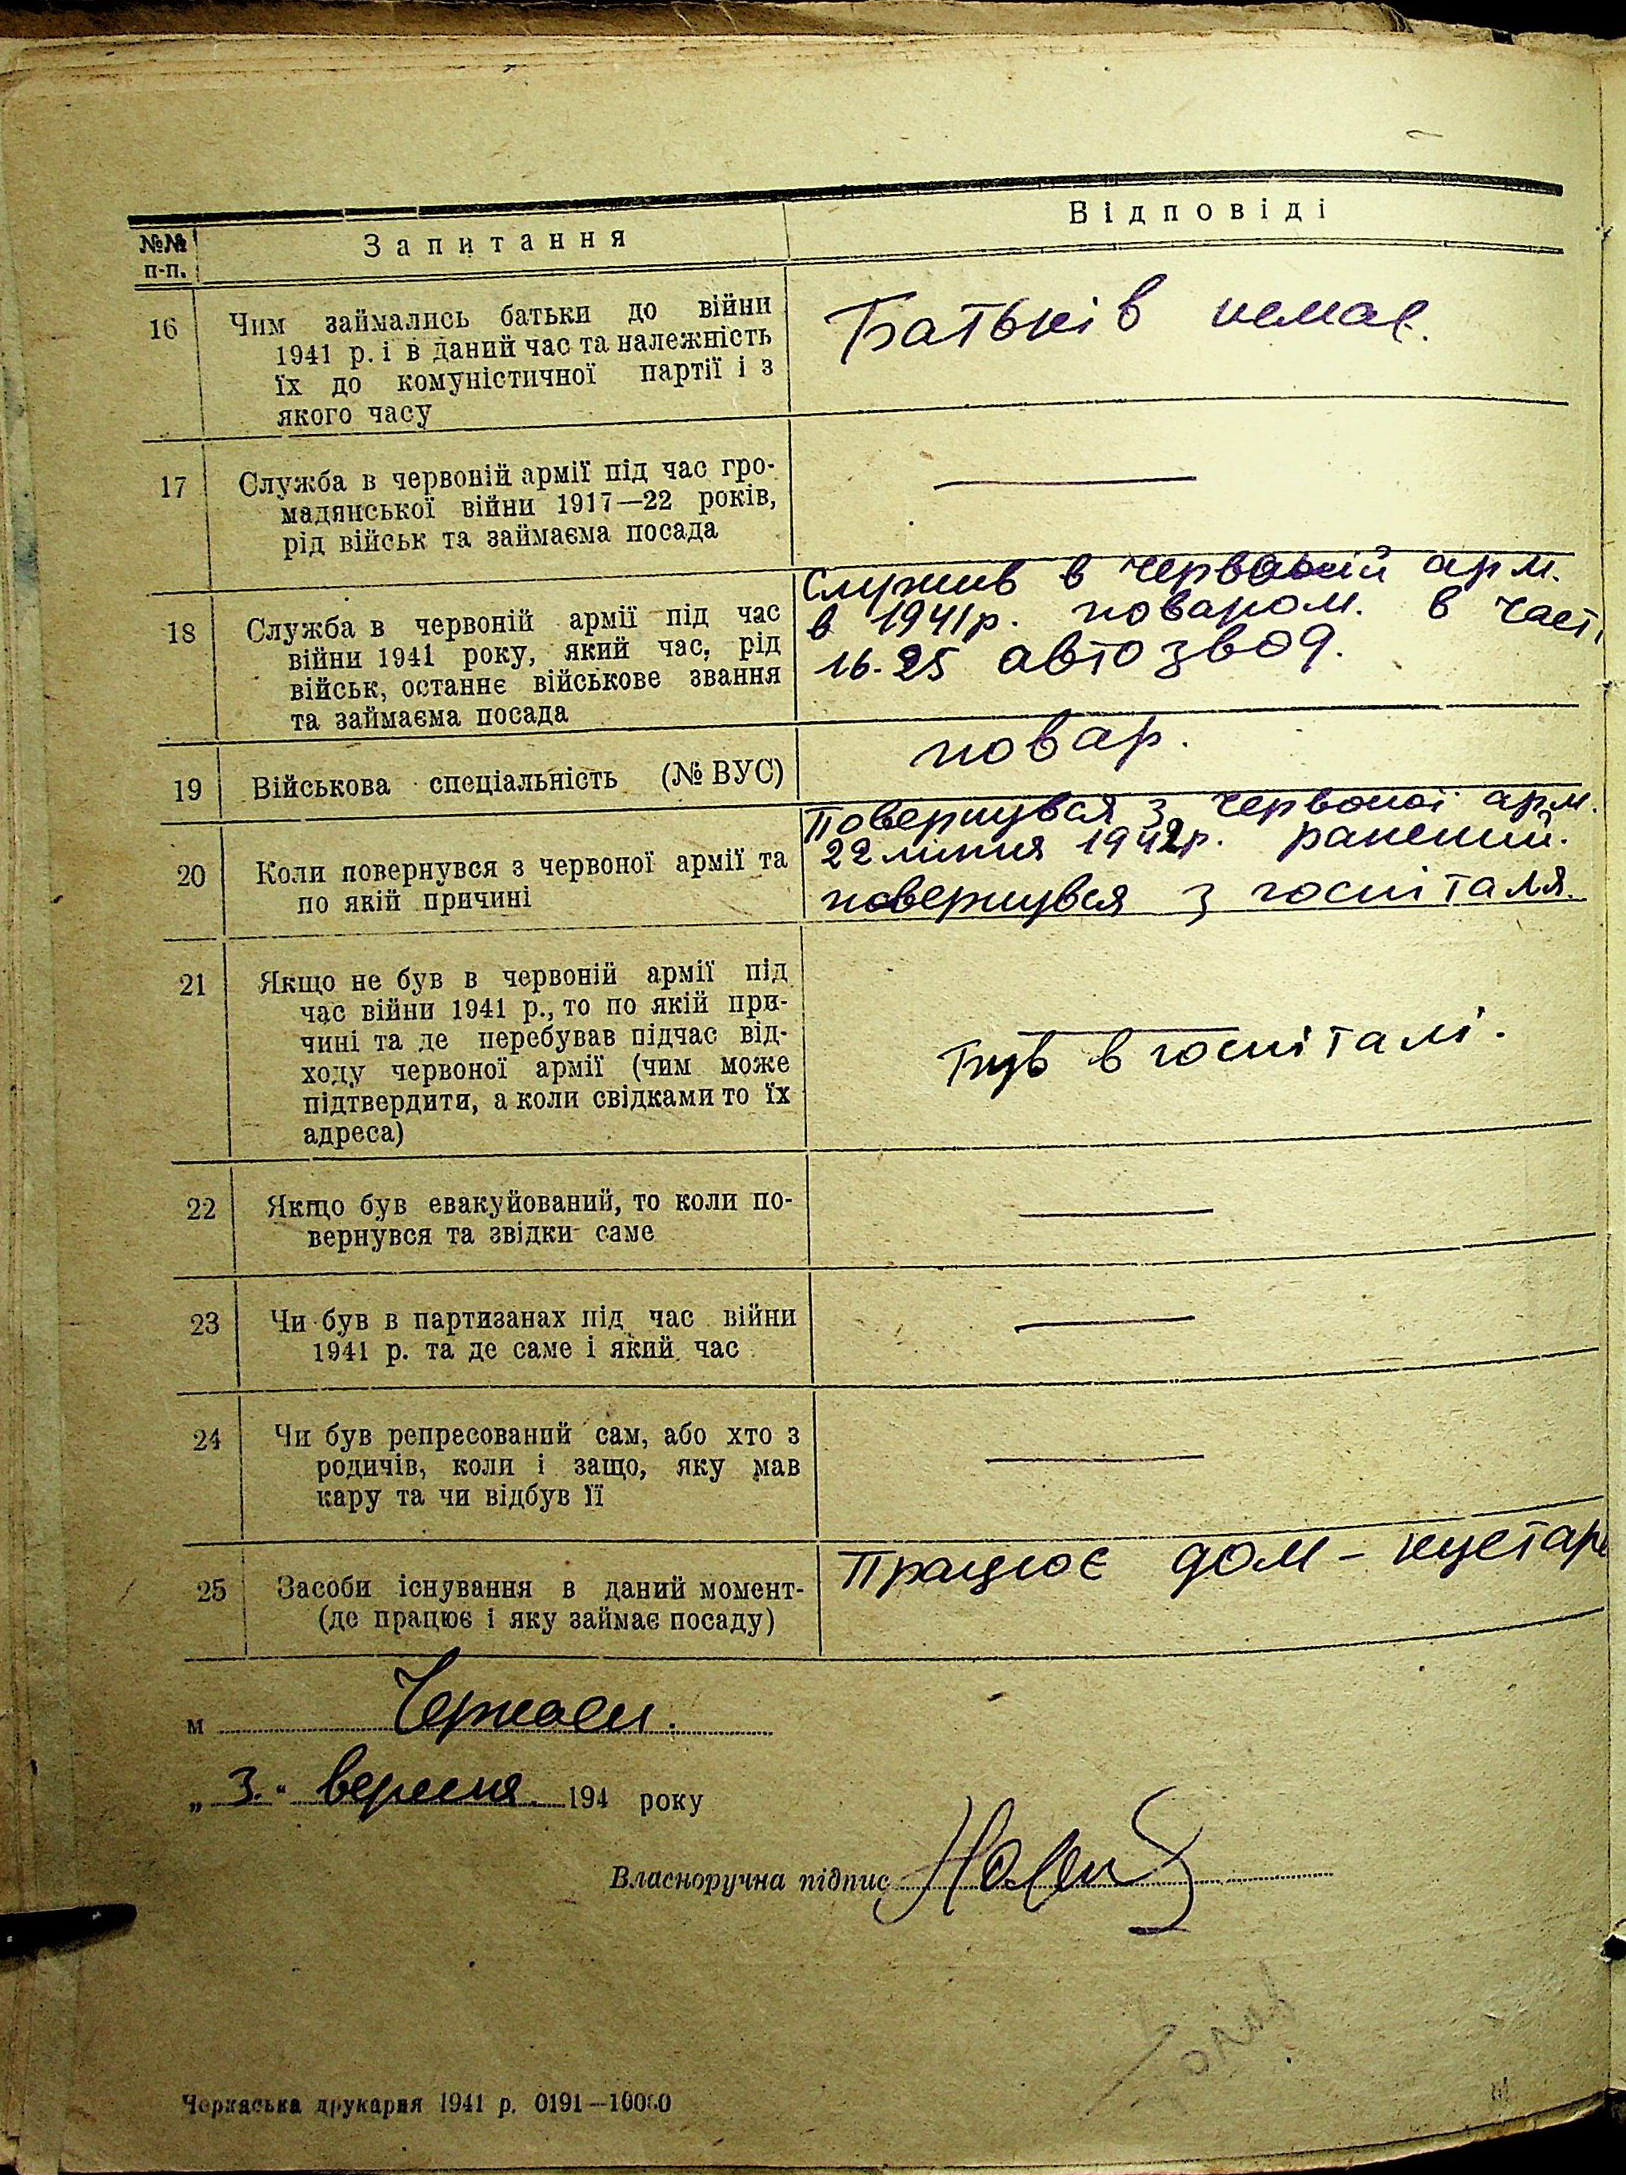 №№ п-п.
Запитання
Відповіді
16
Чим займались батьки до війни
1941 р. і в даний час та належність
їх до комуністичної партії і з
якого часу
Батьків немає.
17
Служба в червоній армії під час гро-
мадянської війни 1917—22 років,
рід військ та займаєма посада
18
Служба в червоній армії під час
війни 1941 року, який час, рід
військ, останнє військове звання
та займаєма посада
Служив в червоній арм.
в 1941 р. поваром. в часті
16-25 автозвод.
19
Військова спеціальність (№ ВУС)
повар.
20
Коли повернувся з червоної армії та
по якій причині
Повернувся з червоної арм.
22 липня 1942 р. ранений.
повернувся з госпіталя.
21
Якщо не був в червоній армії під
час війни 1941 р., то по якій при-
чині та де перебував підчас від-
ходу червоної армії (чим може
підтвердити, а коли свідками то їх
адреса)
Був в госпіталі.
22
Якщо був евакуйований, то коли по-
вернувся та звідки саме
23
Чи був в партизанах під час війни
1941 р. та де саме і який час
24
Чи був репресований сам, або хто з
родичів, коли і защо, яку мав
кару та чи відбув її
25
Засоби існування в даний момент-
(де працює і яку займає посаду)
Працює дом-кустарь
м Черкаси.
„3." вересня 194 року
Власноручна підпис
Черкаська друкарня 1941 р. 0191—10000